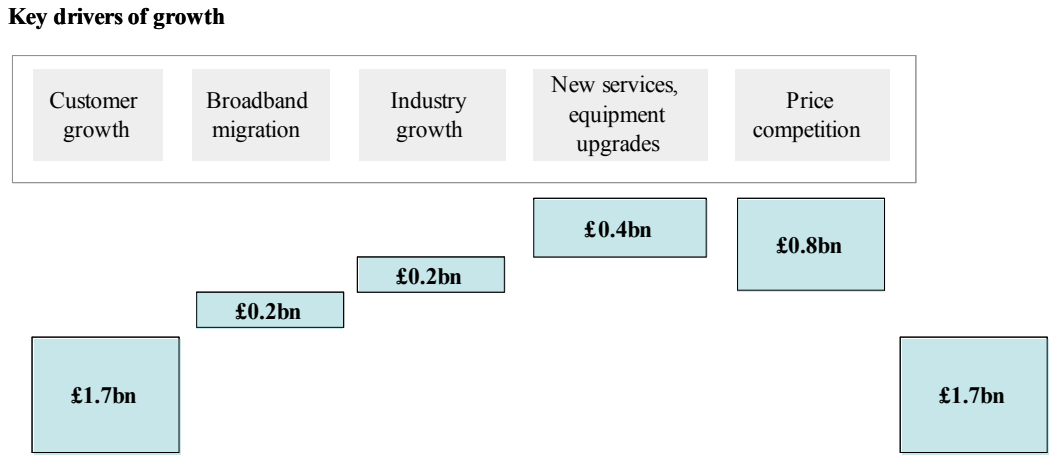 Key drivers of growth
Customer
growth
Broadband
migration
Industry
growth
New services,
equipment
upgrades
Price
competition
£0.4bn
£0.8bn
£0.2bn
£0.2bn
£1.7bn
£1.7bn